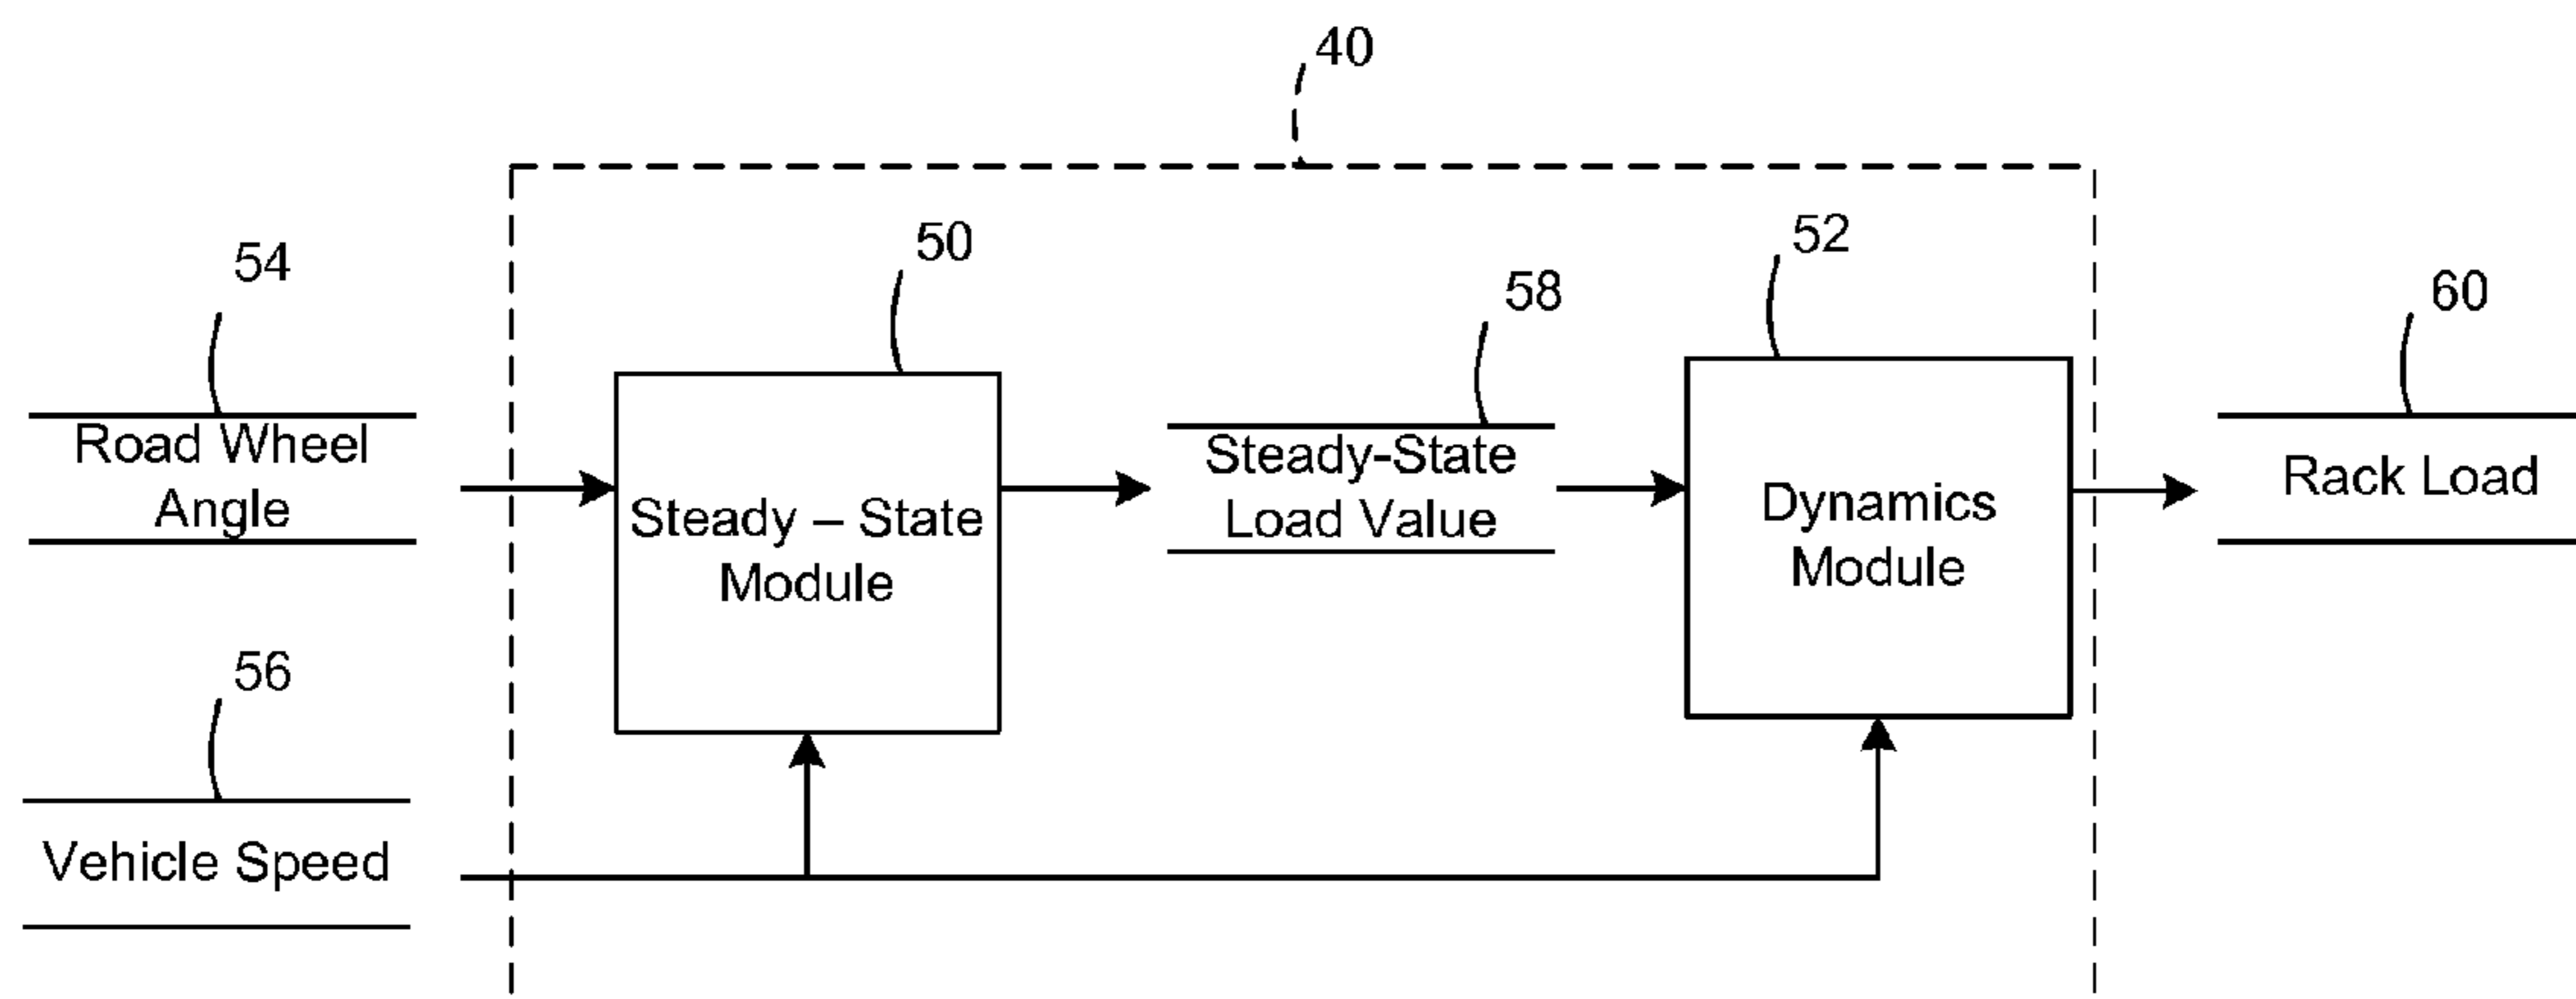 40
54
50
58
52
60
Road Wheel
Angle
Steady – State
Module
Steady-State
Load Value
Dynamics
Module
Rack Load
56
Vehicle Speed